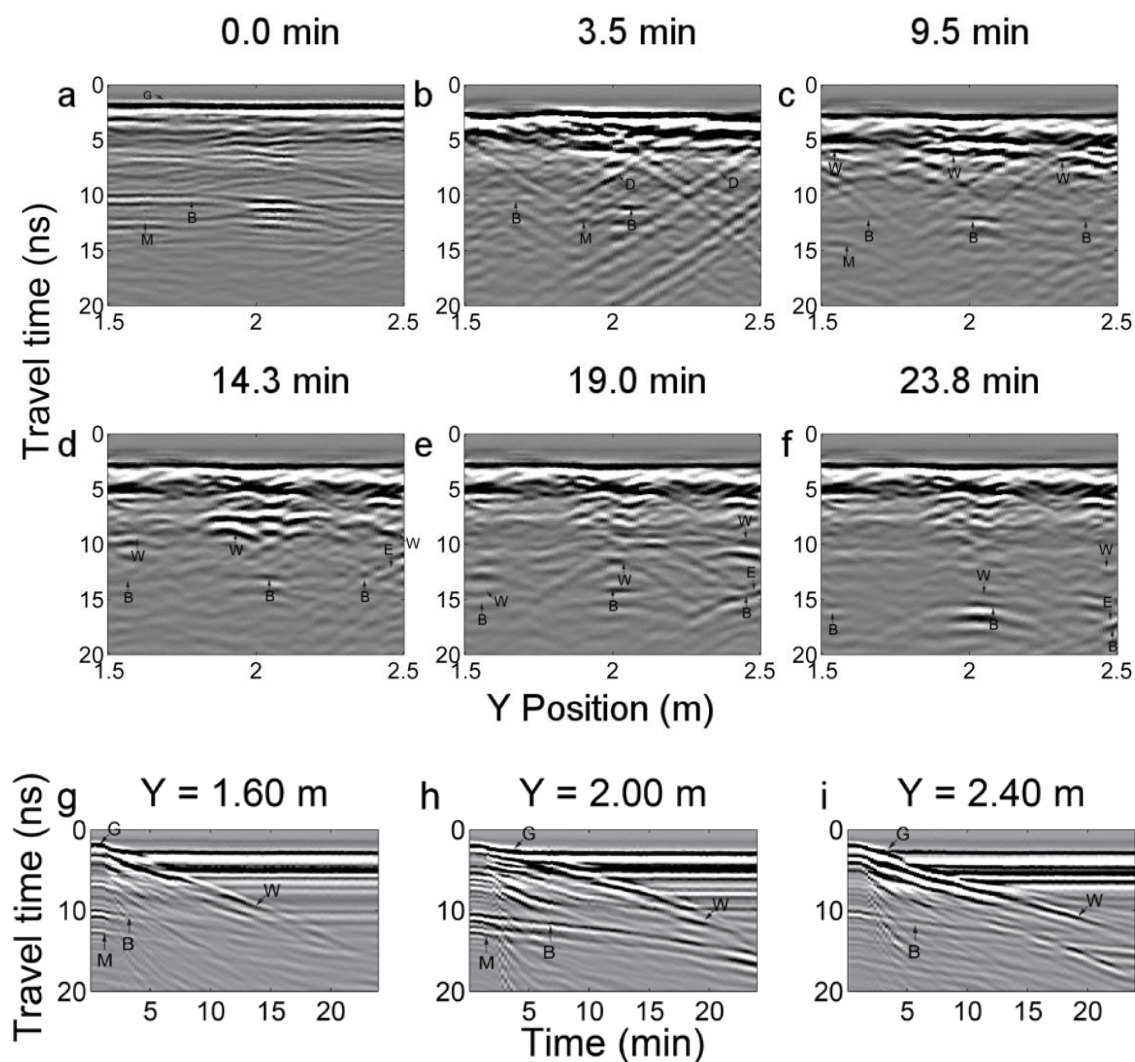 0.0 min 3.5 min 9.5 min
a b c
G W W W
D D
B B B B B B
M M M
0 0 0
5 5 5
10 10 10
15 15 15
20 20 20
1.5 2 2.5 1.5 2 2.5 1.5 2 2.5
Travel time (ns)
14.3 min 19.0 min 23.8 min
d e f
0 0 0
5 5 5
10 10 10
15 15 15
20 20 20
W W W W W W W W W
E E E
B B B B B B B B B
1.5 2 2.5 1.5 2 2.5 1.5 2 2.5
Y Position (m)
g Y = 1.60 m h Y = 2.00 m i Y = 2.40 m
Travel time (ns)
0 0 0
G G G
W W W
10 10 10
B B B
M M
20 20 20
5 10 15 20 5 10 15 20 5 10 15 20
Time (min)